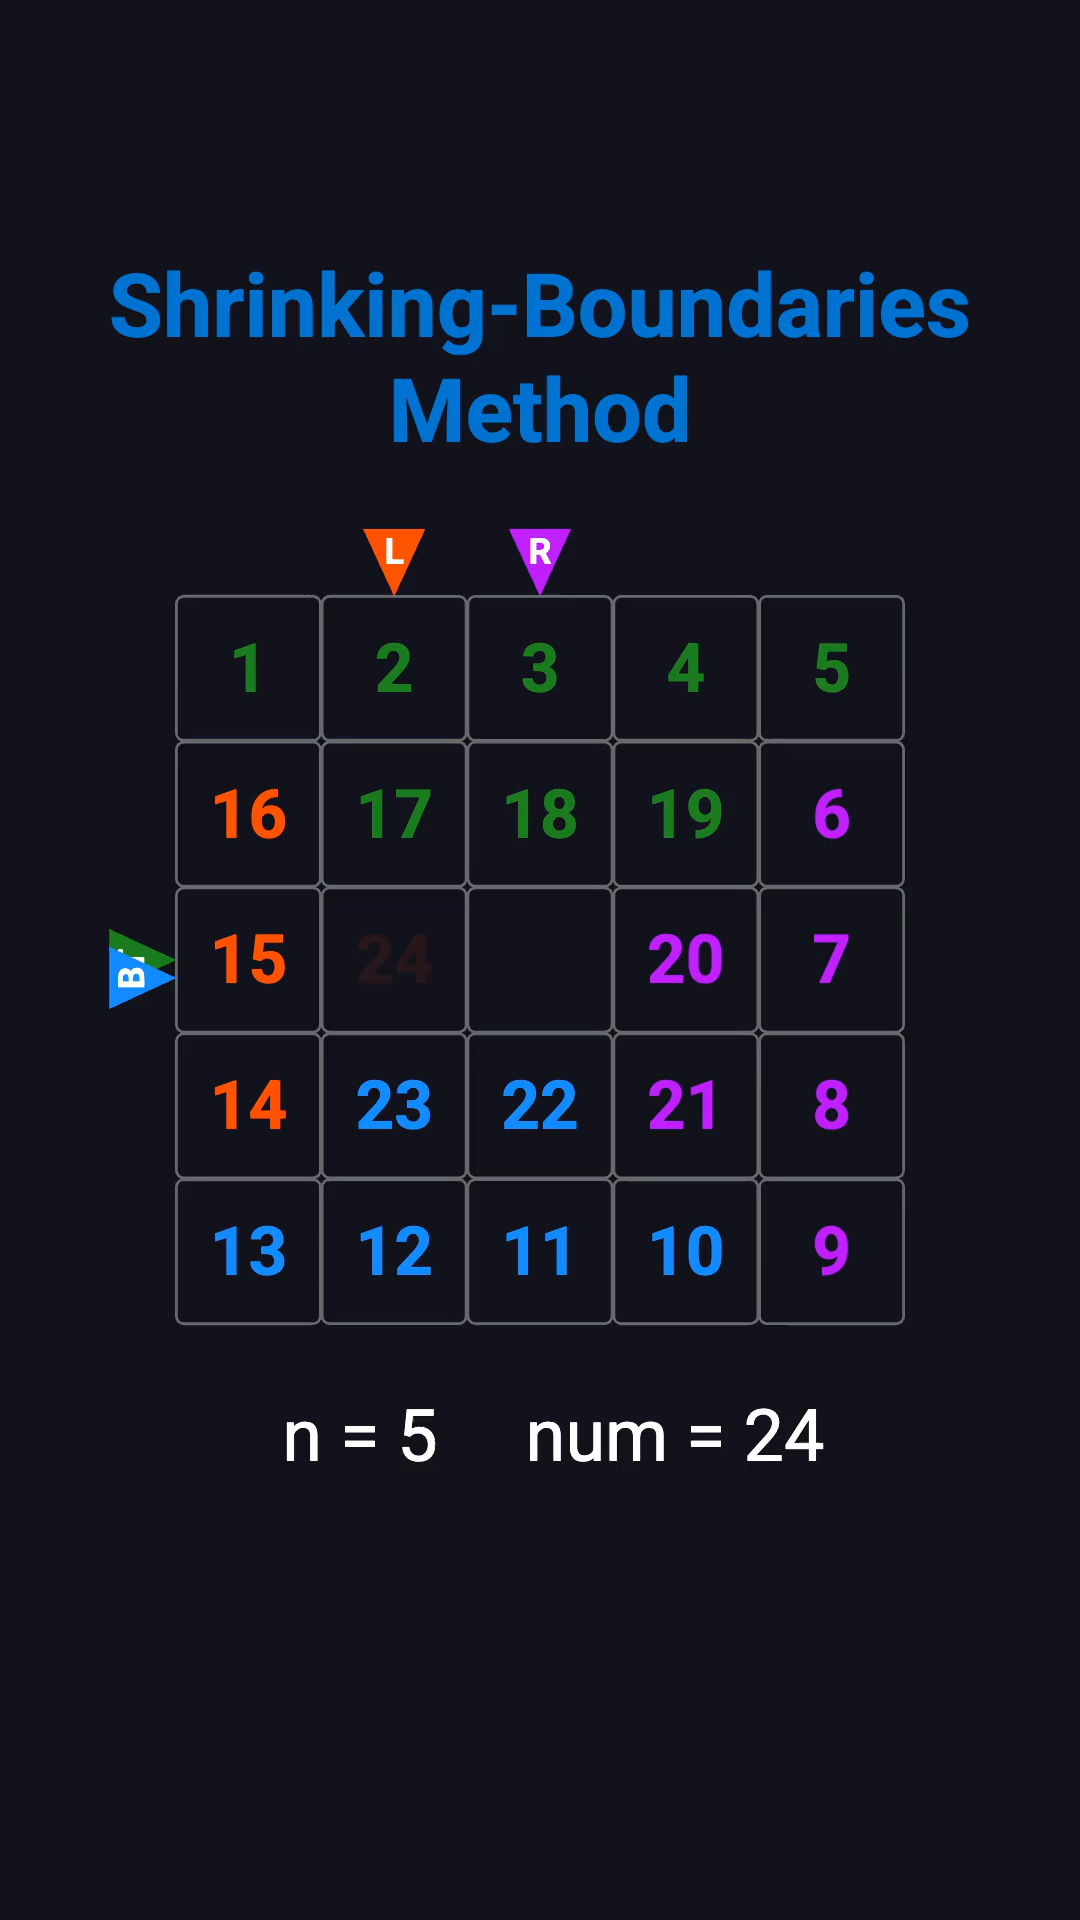 Shrinking-Boundaries
Method
L R
1 2 3 4 5
16 17 18 19 6
B
15 24 20 7
14 23 22 21 8
13 12 11 10 9
n = 5 num = 24